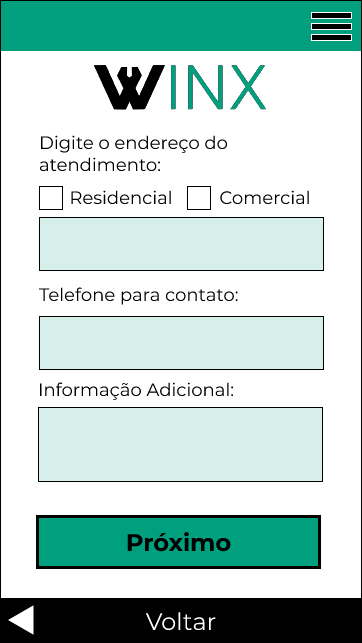 WINX
Digite o endereço do
atendimento:
Residencial Comercial
Telefone para contato:
Informação Adicional:
Próximo
Voltar